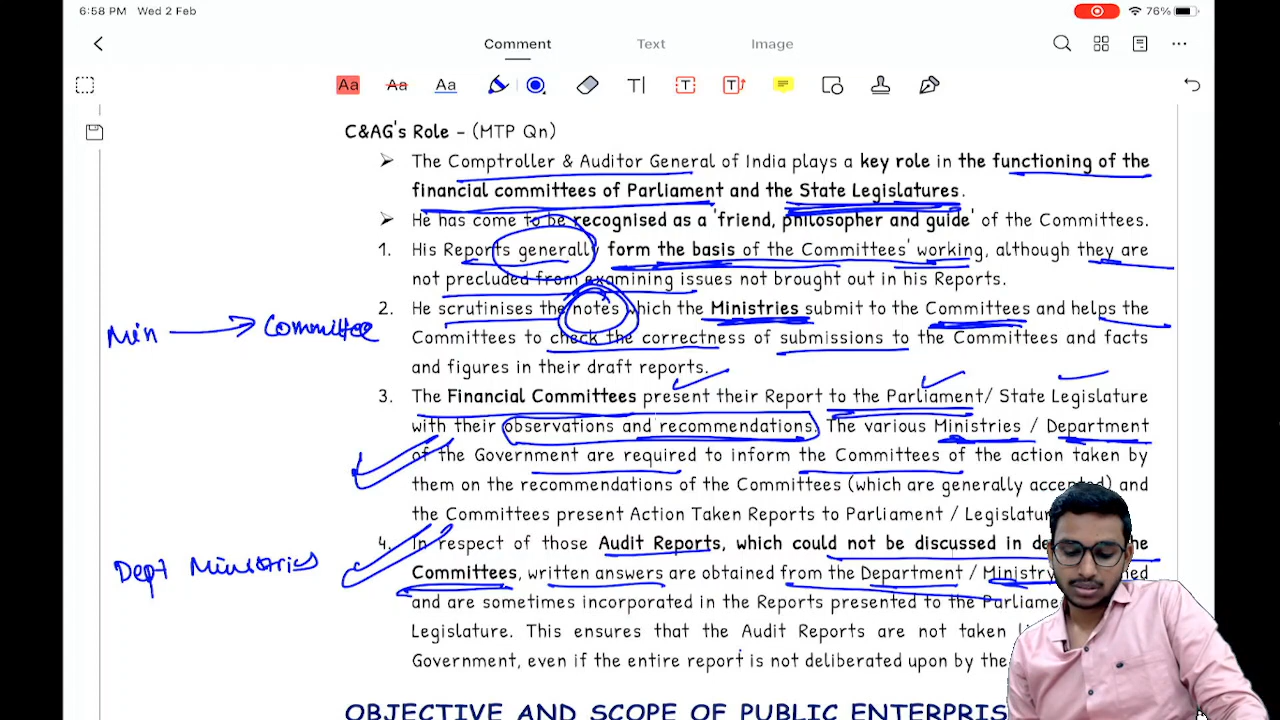 6:58 PM Wed 2 Feb
76%
Comment Text Image
Aa Aa Aa T T T
C&AG's Role - (MTP Qn)
➢ The Comptroller & Auditor General of India plays a key role in the functioning of the
financial committees of Parliament and the State Legislatures.
➢ He has come to be recognised as a 'friend, philosopher and guide' of the Committees.
1. His Reports generally form the basis of the Committees' working, although they are
not precluded from examining issues not brought out in his Reports.
2. He scrutinises the notes which the Ministries submit to the Committees and helps the
Min → Committee
Committees to check the correctness of submissions to the Committees and facts
and figures in their draft reports.
3. The Financial Committees present their Report to the Parliament/ State Legislature
with their observations and recommendations. The various Ministries / Department
of the Government are required to inform the Committees of the action taken by
them on the recommendations of the Committees (which are generally accepted) and
the Committees present Action Taken Reports to Parliament /
4. In respect of those Audit Reports, which could not be discussed in
Dept Ministries
Committees, written answers are obtained from the Department /
and are sometimes incorporated in the Reports presented to the
Legislature. This ensures that the Audit Reports are not taken
Government, even if the entire report is not deliberated upon by the
OBJECTIVE AND SCOPE OF PUBLIC